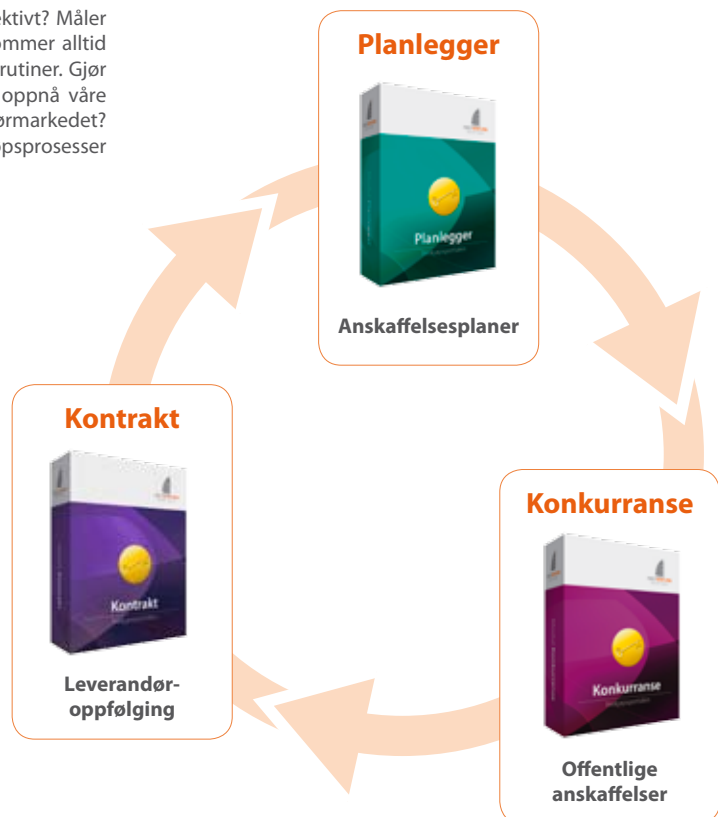 ektivt? Måler
ommer alltid
rutiner. Gjør
oppnå våre
ørmarkedet?
opsprosesser
Planlegger
Planlegger
Anskaffelsesplaner
Kontrakt
Kontrakt
Leverandør-
oppfølging
Konkurranse
Konkurranse
Offentlige
anskaffelser